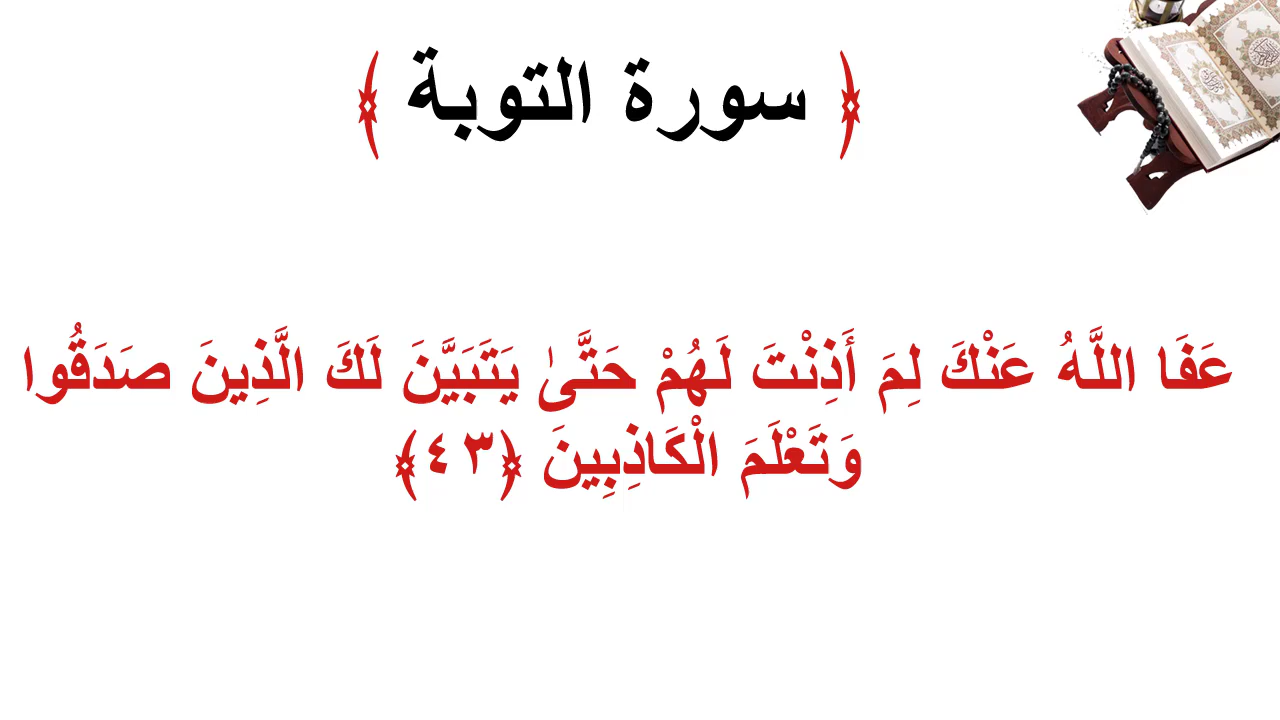 ﴿ سورة التوبة ﴾
عَفَا اللَّهُ عَنْكَ لِمَ أَذِنْتَ لَهُمْ حَتَّىٰ يَتَبَيَّنَ لَكَ الَّذِينَ صَدَقُوا
وَتَعْلَمَ الْكَاذِبِينَ ﴿٤٣﴾